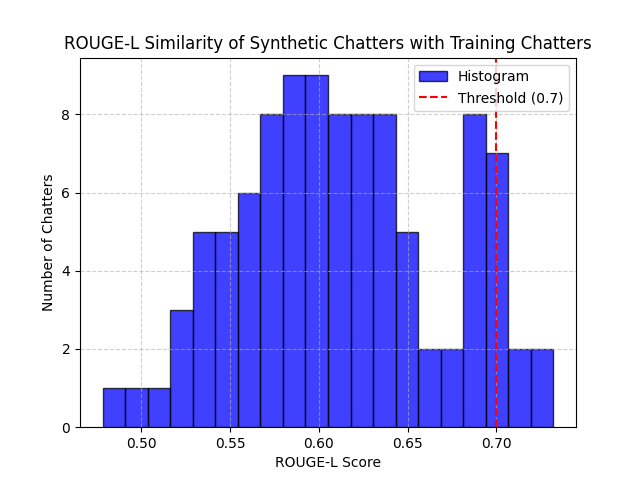 ROUGE-L Similarity of Synthetic Chatters with Training Chatters
Histogram
Threshold (0.7)
Number of Chatters
8
6
4
2
0
0.50 0.55 0.60 0.65 0.70
ROUGE-L Score